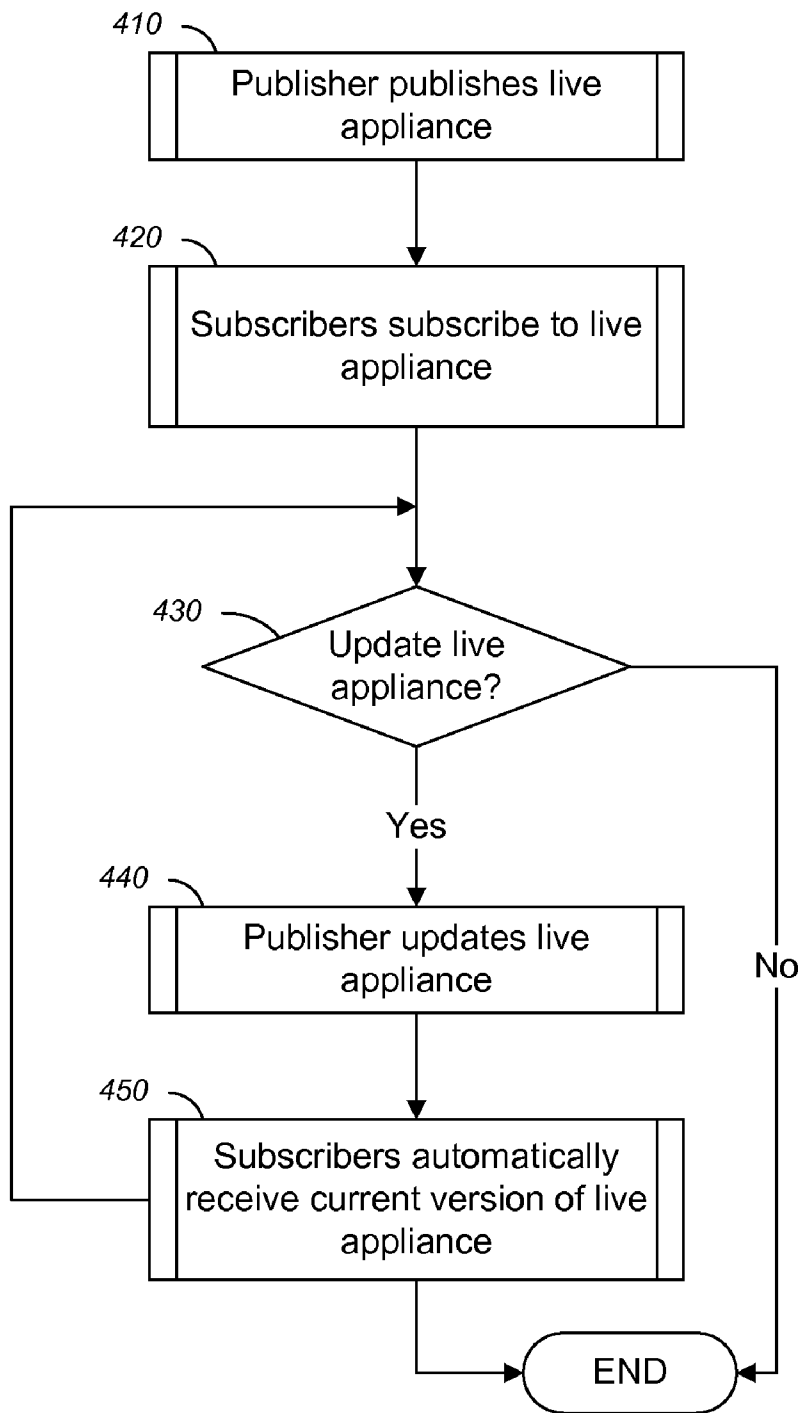 410
Publisher publishes live
appliance
420
Subscribers subscribe to live
appliance
430
Update live
appliance?
Yes
440
Publisher updates live
appliance
No
450
Subscribers automatically
receive current version of live
appliance
END